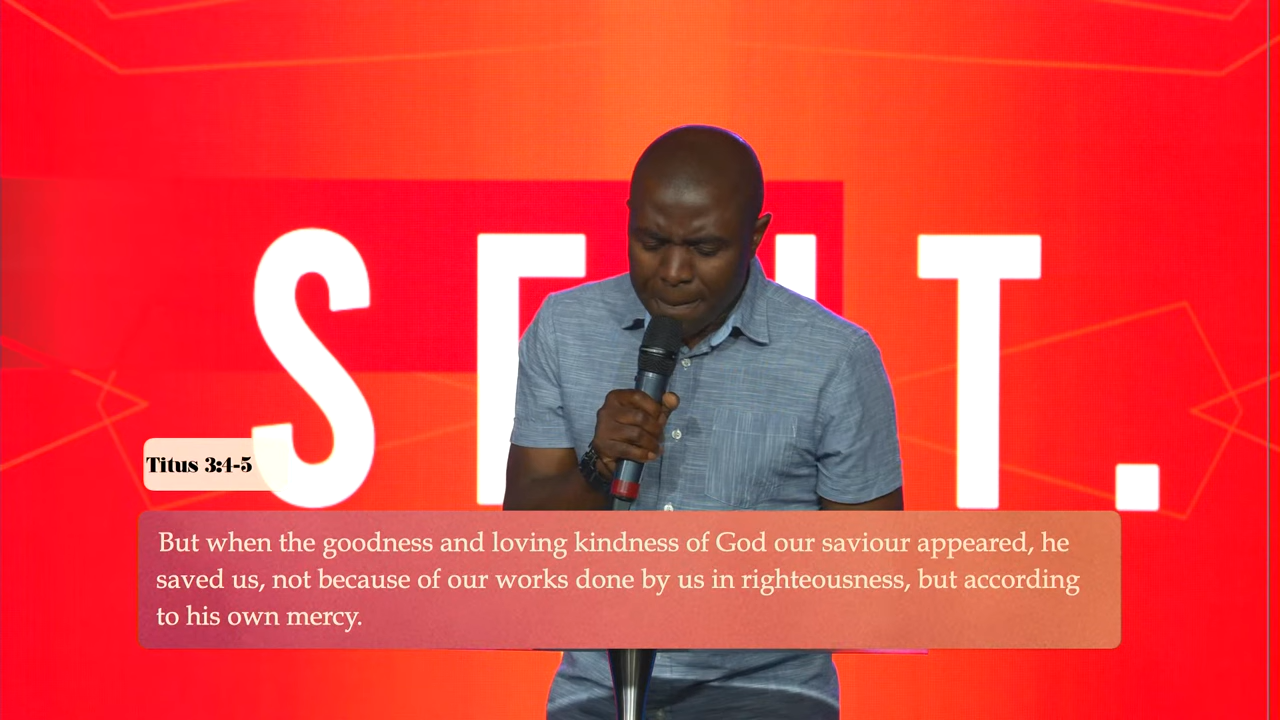 S E T.
Titus 3:4-5
But when the goodness and loving kindness of God our saviour appeared, he
saved us, not because of our works done by us in righteousness, but according
to his own mercy.